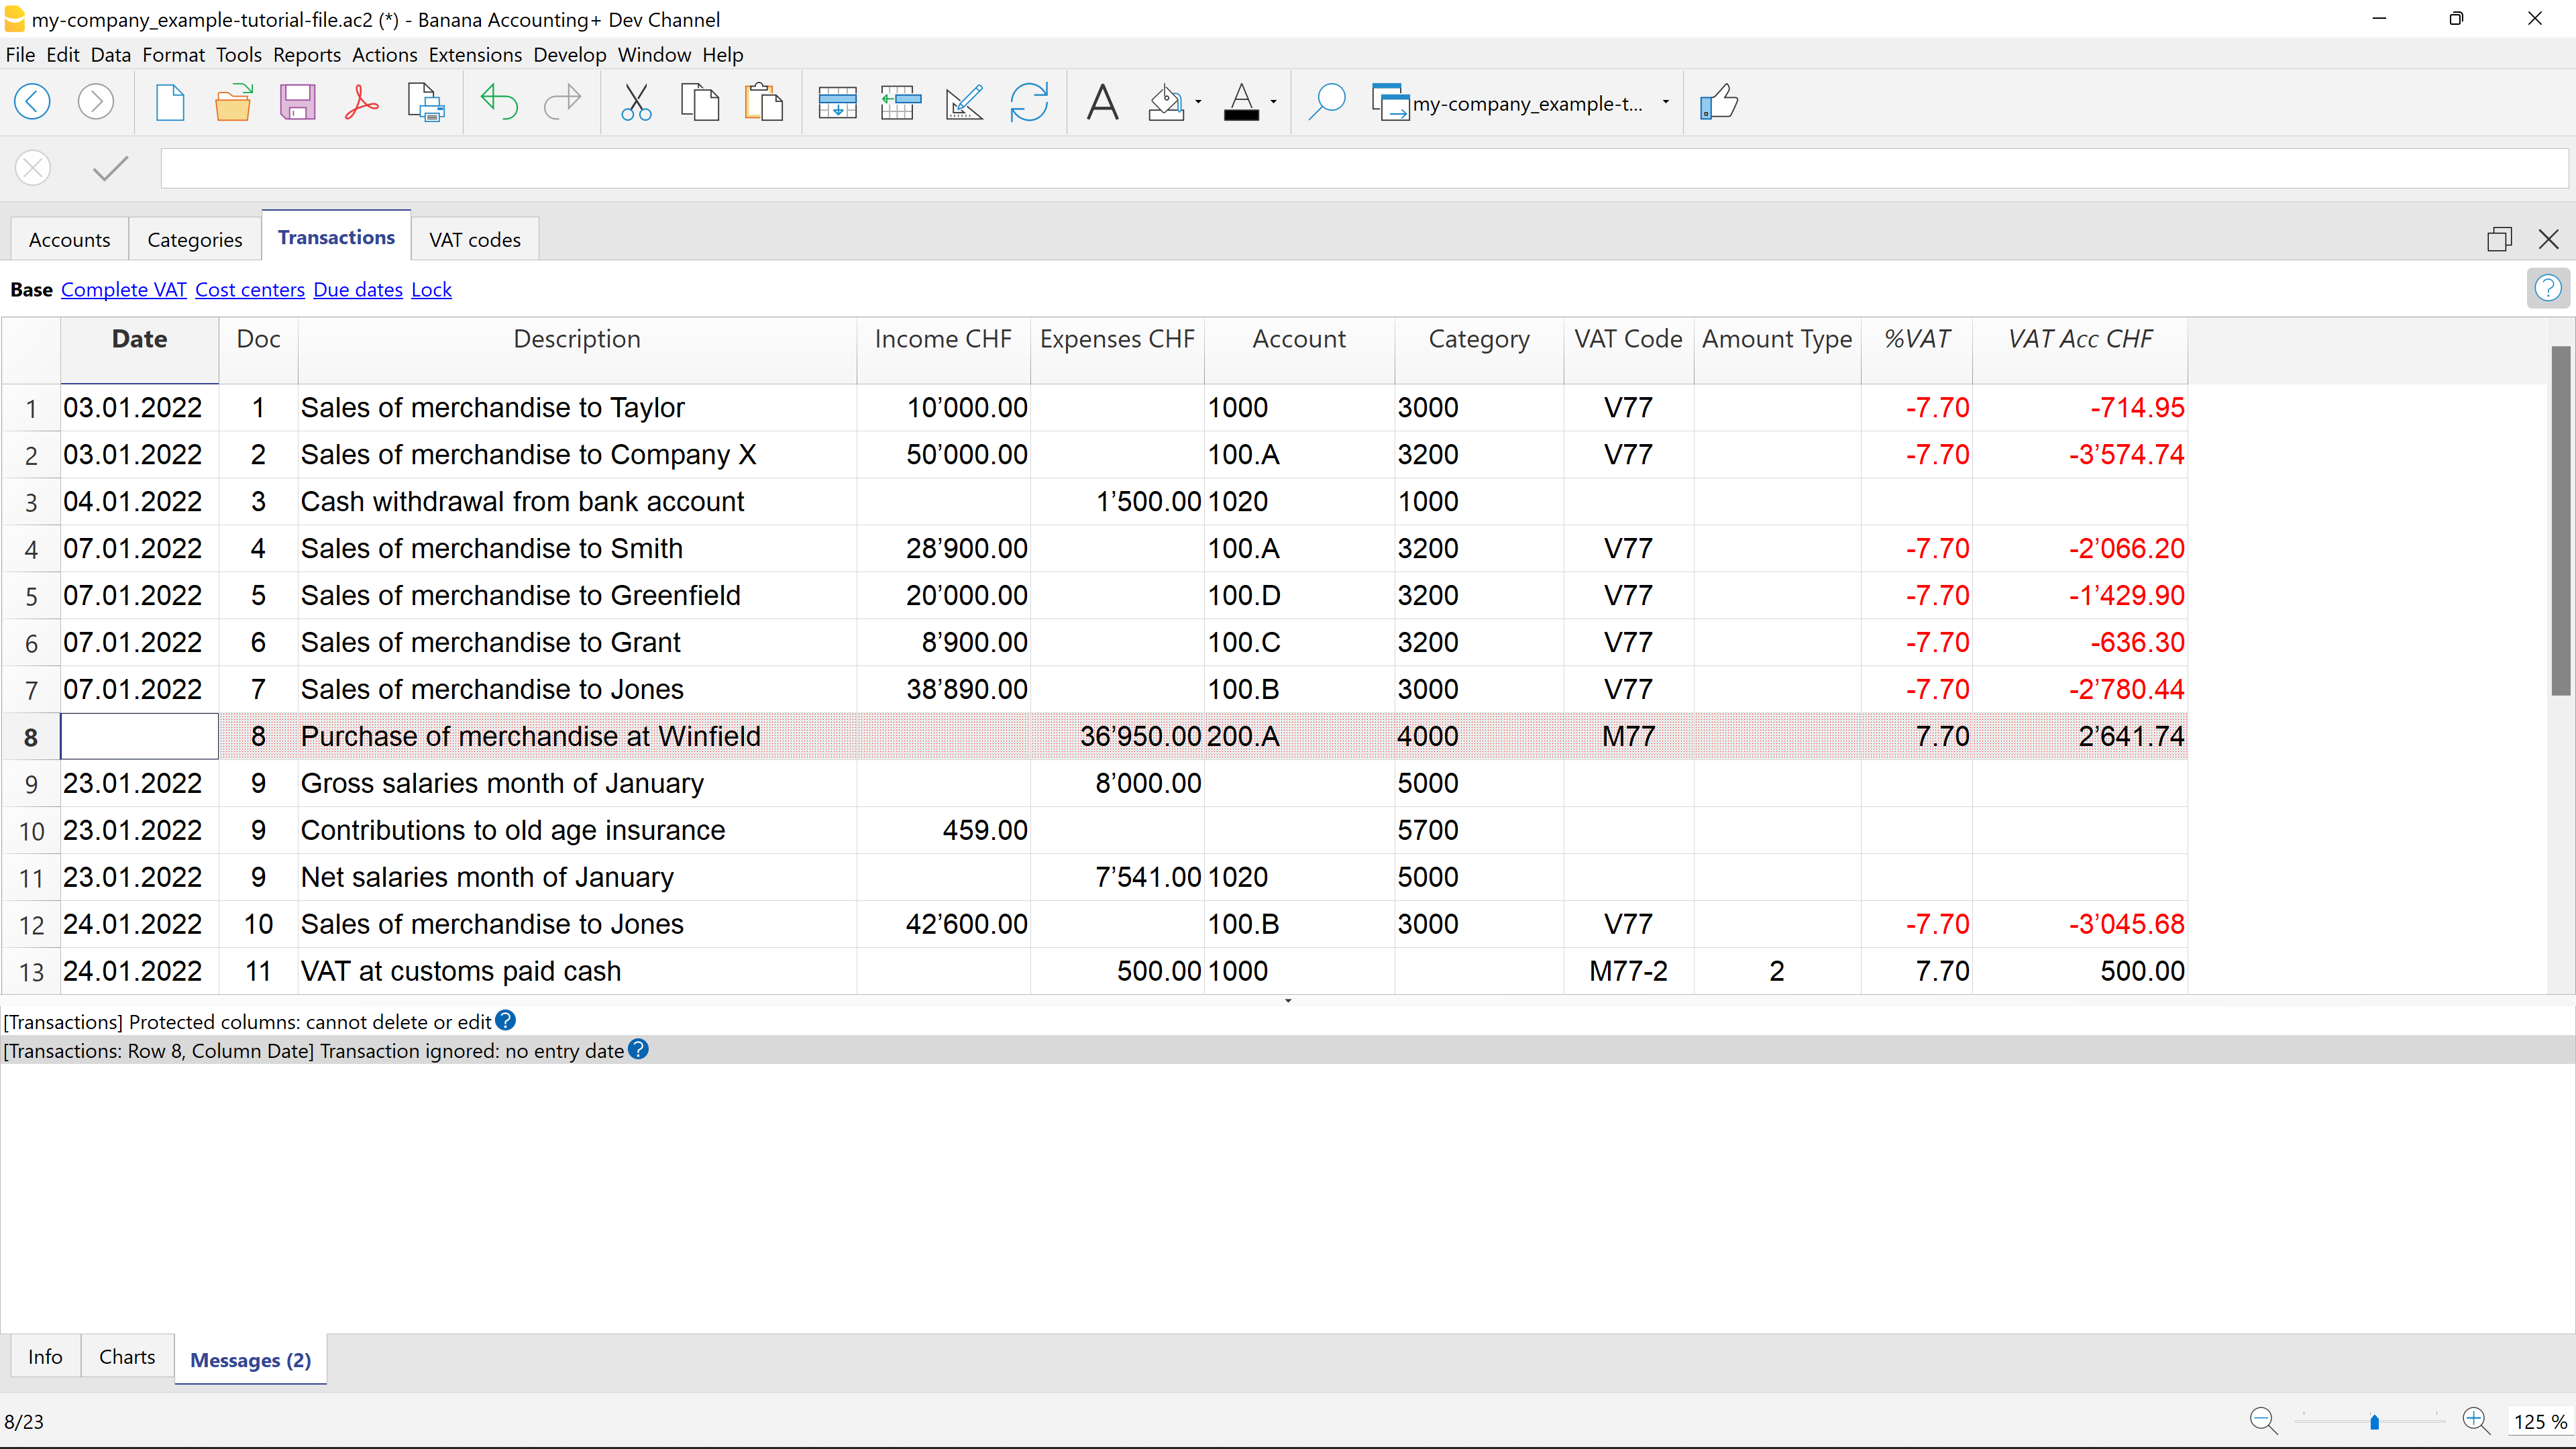 my-company_example-tutorial-file.ac2 (*) - Banana Accounting+ Dev Channel
File Edit Data Format Tools Reports Actions Extensions Develop Window Help
my-company_example-t...
Accounts Categories Transactions VAT codes
Base Complete VAT Cost centers Due dates Lock
Date Doc Description Income CHF Expenses CHF Account Category VAT Code Amount Type %VAT VAT Acc CHF
1 03.01.2022 1 Sales of merchandise to Taylor 10’000.00 1000 3000 V77 -7.70 -714.95
2 03.01.2022 2 Sales of merchandise to Company X 50’000.00 100.A 3200 V77 -7.70 -3’574.74
3 04.01.2022 3 Cash withdrawal from bank account 1’500.00 1020 1000
4 07.01.2022 4 Sales of merchandise to Smith 28’900.00 100.A 3200 V77 -7.70 -2’066.20
5 07.01.2022 5 Sales of merchandise to Greenfield 20’000.00 100.D 3200 V77 -7.70 -1’429.90
6 07.01.2022 6 Sales of merchandise to Grant 8’900.00 100.C 3200 V77 -7.70 -636.30
7 07.01.2022 7 Sales of merchandise to Jones 38’890.00 100.B 3000 V77 -7.70 -2’780.44
8 8 Purchase of merchandise at Winfield 36’950.00 200.A 4000 M77 7.70 2’641.74
9 23.01.2022 9 Gross salaries month of January 8’000.00 5000
10 23.01.2022 9 Contributions to old age insurance 459.00 5700
11 23.01.2022 9 Net salaries month of January 7’541.00 1020 5000
12 24.01.2022 10 Sales of merchandise to Jones 42’600.00 100.B 3000 V77 -7.70 -3’045.68
13 24.01.2022 11 VAT at customs paid cash 500.00 1000 M77-2 2 7.70 500.00
[Transactions] Protected columns: cannot delete or edit ?
[Transactions: Row 8, Column Date] Transaction ignored: no entry date ?
Info Charts Messages (2)
8/23 125 %